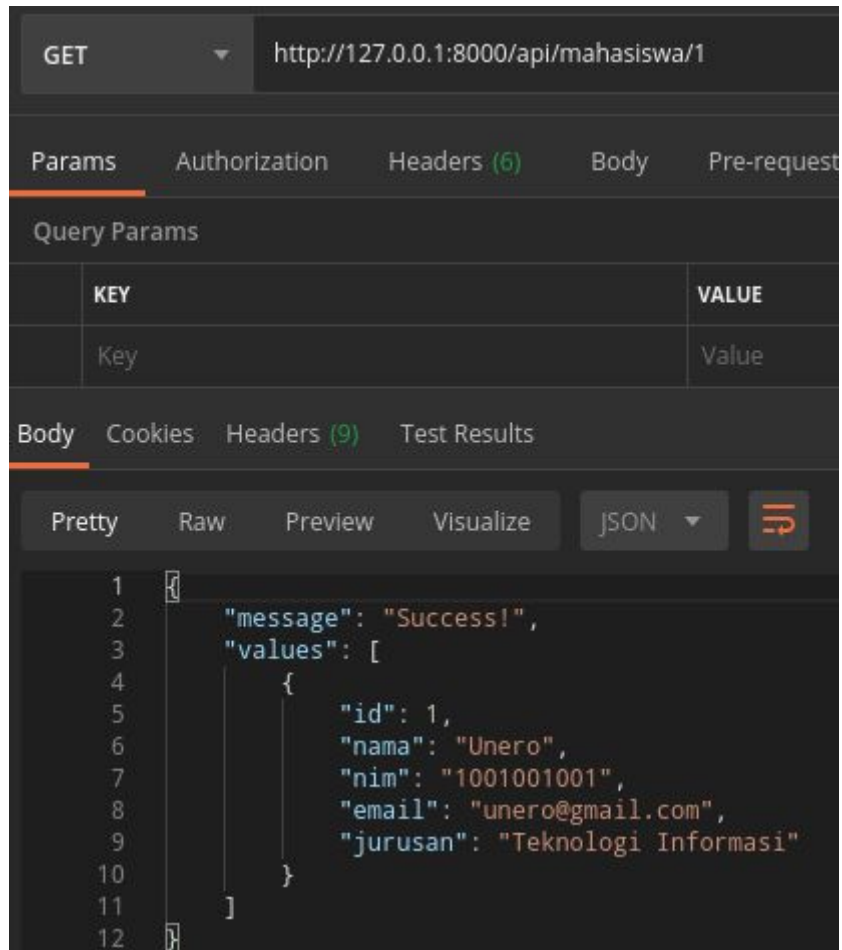 GET http://127.0.0.1:8000/api/mahasiswa/1
Params Authorization Headers (6) Body Pre-request
Query Params
KEY VALUE
Key Value
Body Cookies Headers (9) Test Results
Pretty Raw Preview Visualize JSON
1 {
2 "message": "Success!",
3 "values": [
4 {
5 "id": 1,
6 "nama": "Unero",
7 "nim": "1001001001",
8 "email": "unero@gmail.com",
9 "jurusan": "Teknologi Informasi"
10 }
11 ]
12 }